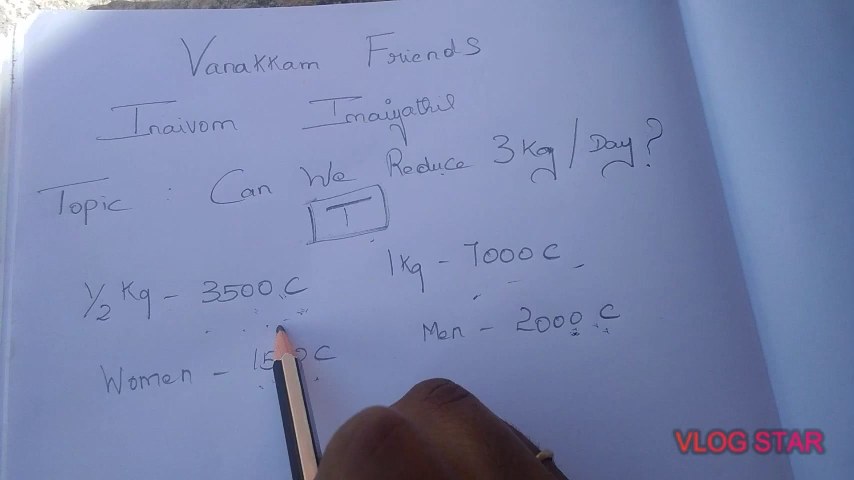 Vanakkam Friends
Inaivom Imaiyathil
Topic : Can We Reduce 3 Kg / Day?
T
1/2 Kg - 3500 C
1 Kg - 7000 C
Women - 1500 C
Men - 2000 C
VLOG STAR